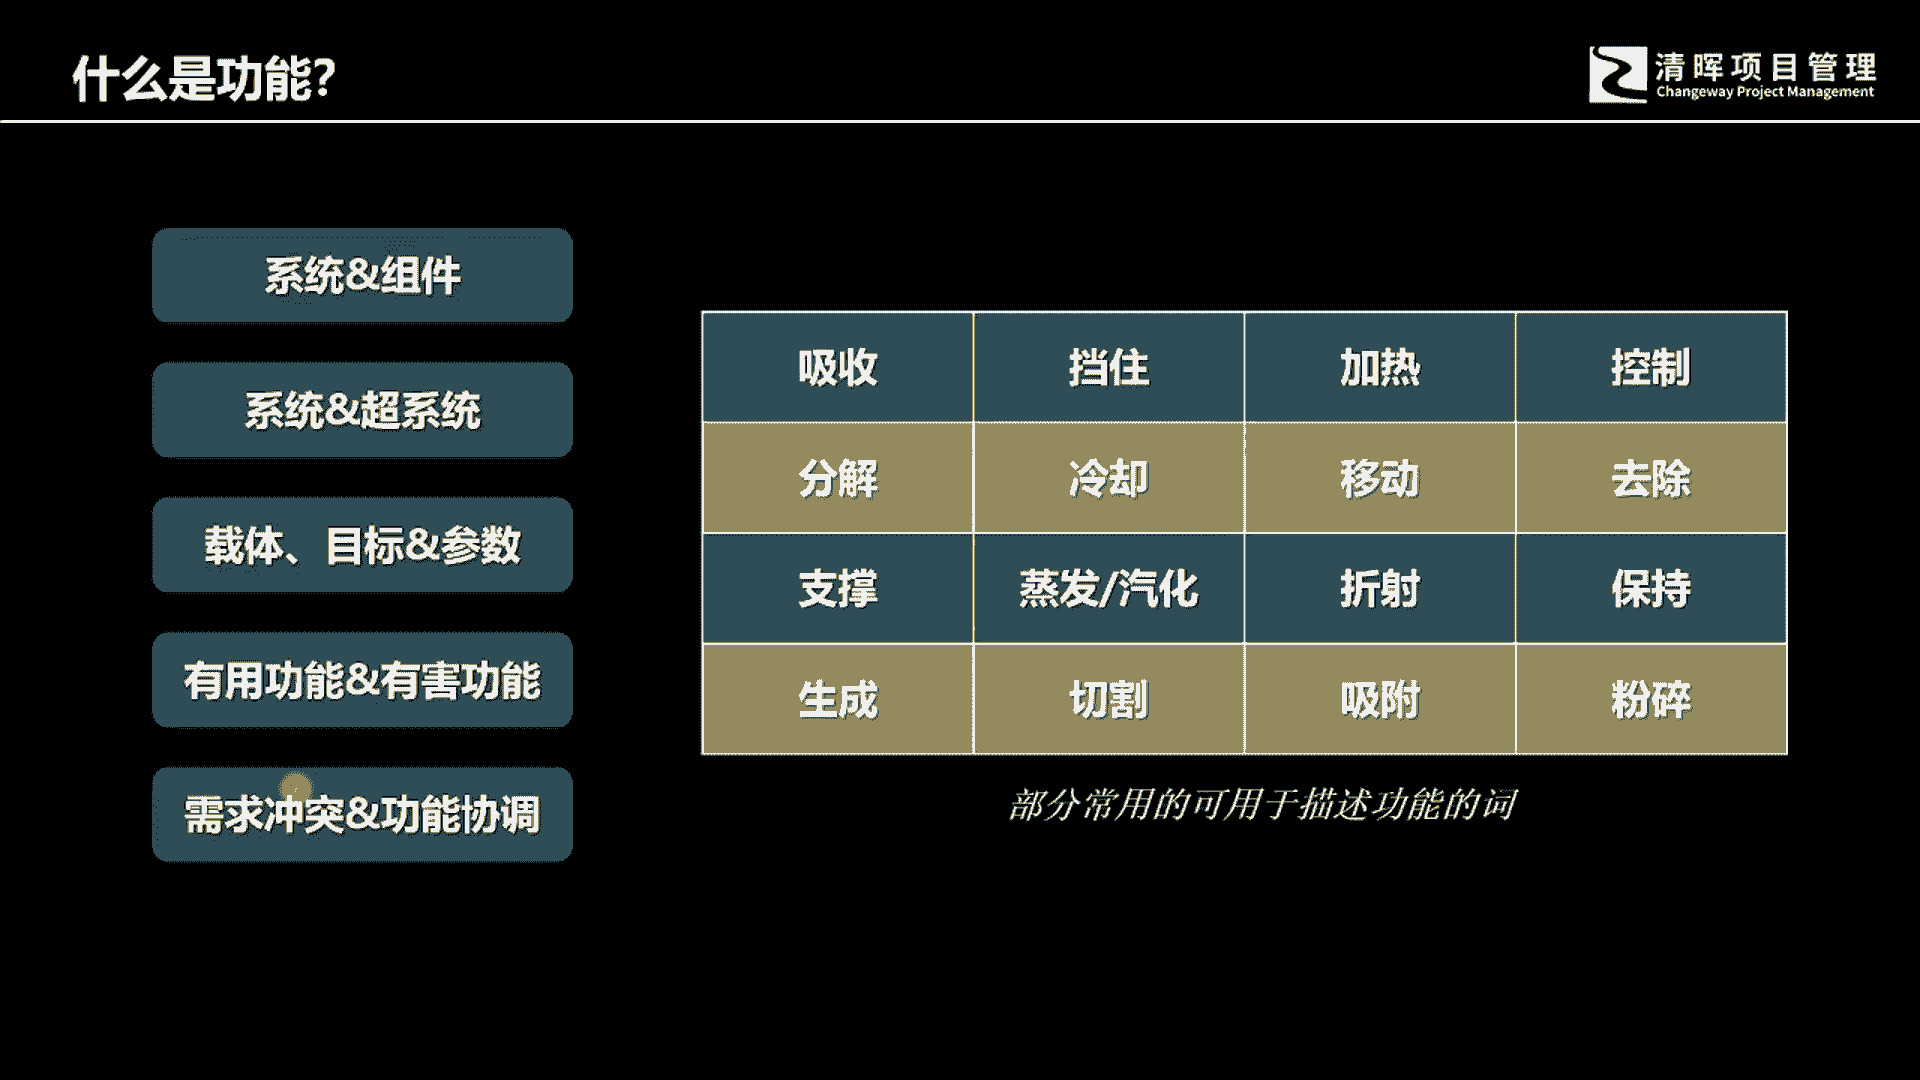 什么是功能?
清晖项目管理
Changeway Project Management
系统&组件
系统&超系统
载体、目标&参数
有用功能&有害功能
需求冲突&功能协调
吸收 挡住 加热 控制
分解 冷却 移动 去除
支撑 蒸发/汽化 折射 保持
生成 切割 吸附 粉碎
部分常用的可用于描述功能的词